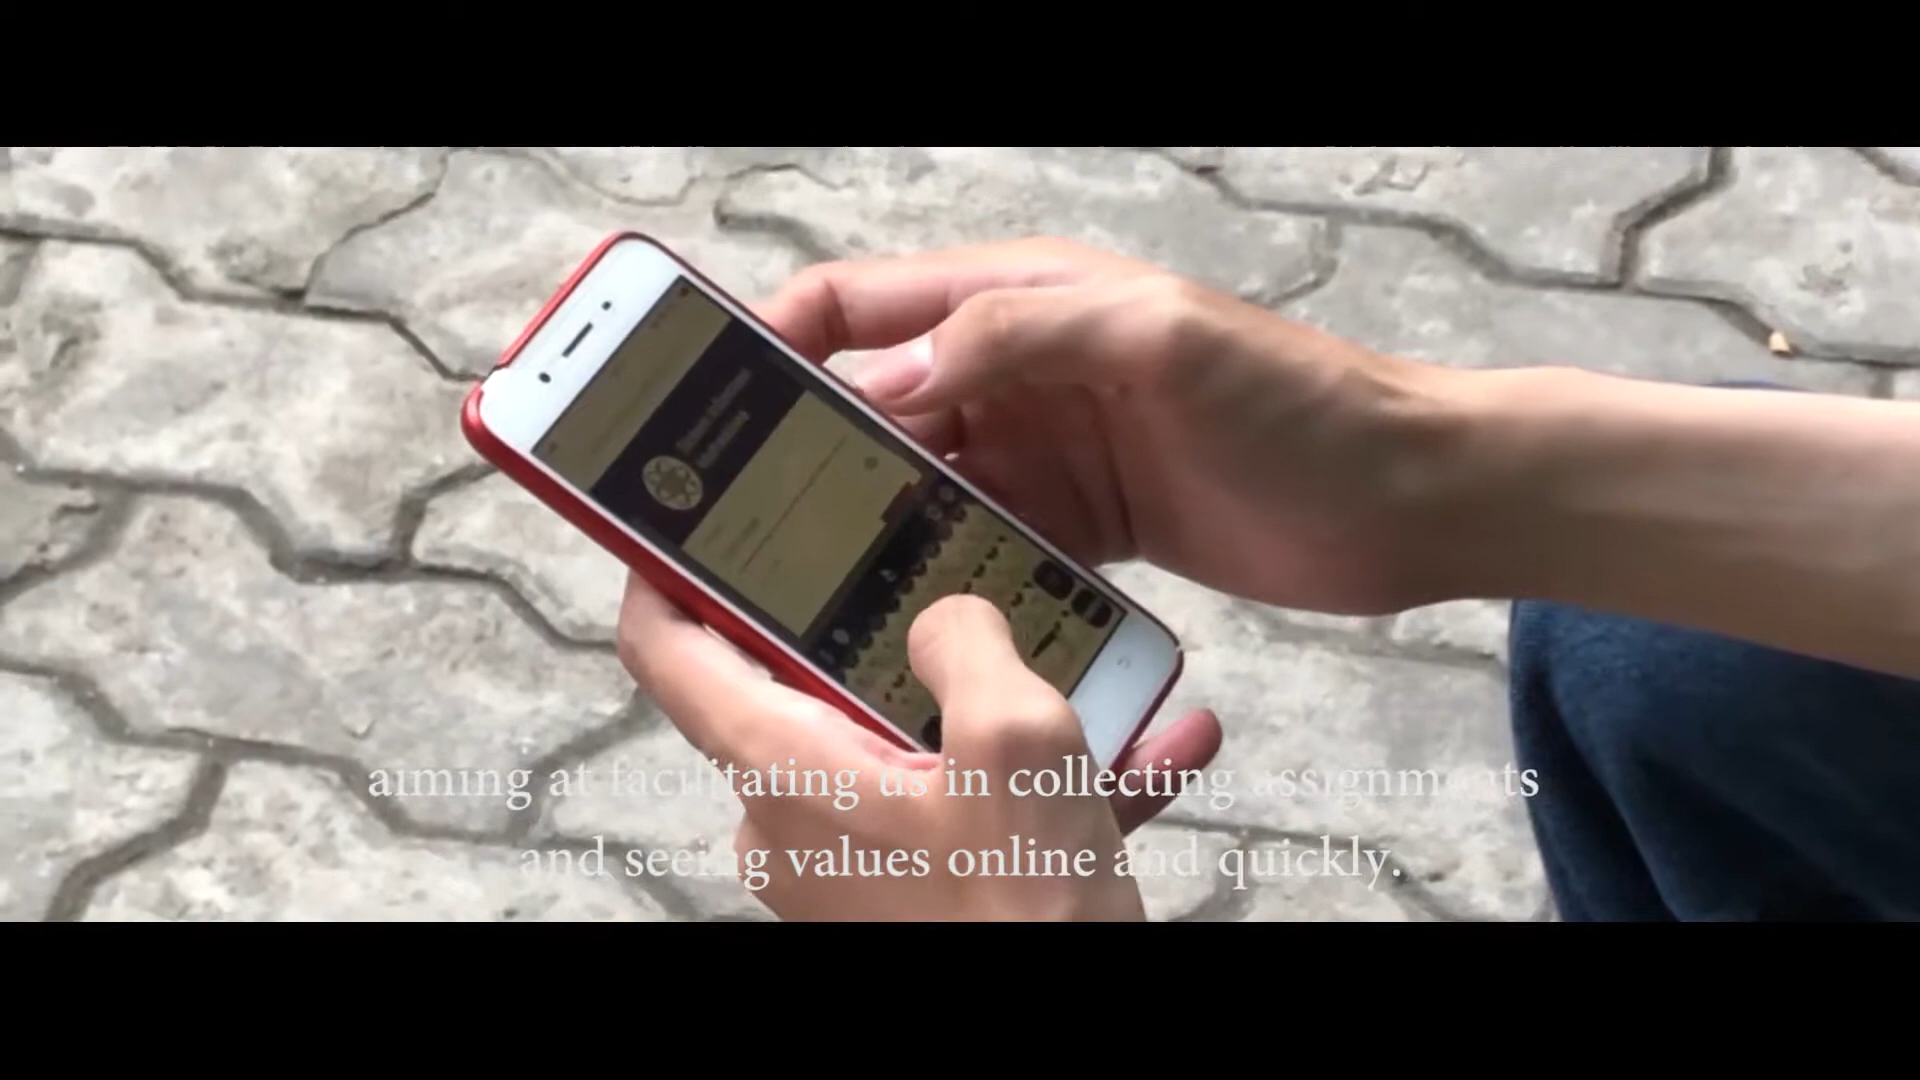 aiming at facilitating us in collecting assignments
and seeing values online and quickly.